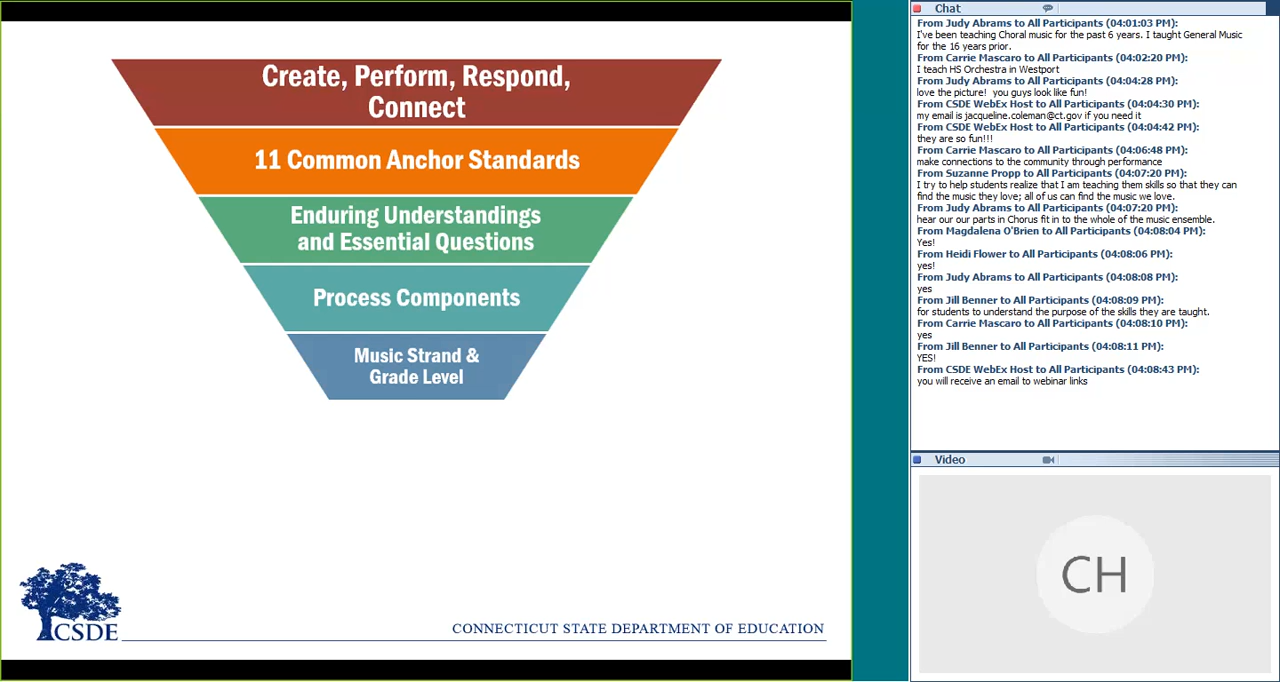 Create, Perform, Respond,
Connect
11 Common Anchor Standards
Enduring Understandings
and Essential Questions
Process Components
Music Strand &
Grade Level
CSDE
CONNECTICUT STATE DEPARTMENT OF EDUCATION
Chat
From Judy Abrams to All Participants (04:01:03 PM):
I've been teaching Choral music for the past 6 years. I taught General Music
for the 16 years prior.
From Carrie Mascaro to All Participants (04:02:20 PM):
I teach HS Orchestra in Westport
From Judy Abrams to All Participants (04:04:28 PM):
love the picture!  you guys look like fun!
From CSDE WebEx Host to All Participants (04:04:30 PM):
my email is jacqueline.coleman@ct.gov if you need it
From CSDE WebEx Host to All Participants (04:04:42 PM):
they are so fun!!!
From Carrie Mascaro to All Participants (04:06:48 PM):
make connections to the community through performance
From Suzanne Propp to All Participants (04:07:20 PM):
I try to help students realize that I am teaching them skills so that they can
find the music they love; all of us can find the music we love.
From Judy Abrams to All Participants (04:07:20 PM):
hear our our parts in Chorus fit in to the whole of the music ensemble.
From Magdalena O'Brien to All Participants (04:08:04 PM):
Yes!
From Heidi Flower to All Participants (04:08:06 PM):
yes!
From Judy Abrams to All Participants (04:08:08 PM):
yes
From Jill Benner to All Participants (04:08:09 PM):
for students to understand the purpose of the skills they are taught.
From Carrie Mascaro to All Participants (04:08:10 PM):
yes
From Jill Benner to All Participants (04:08:11 PM):
YES!
From CSDE WebEx Host to All Participants (04:08:43 PM):
you will receive an email to webinar links
Video
CH